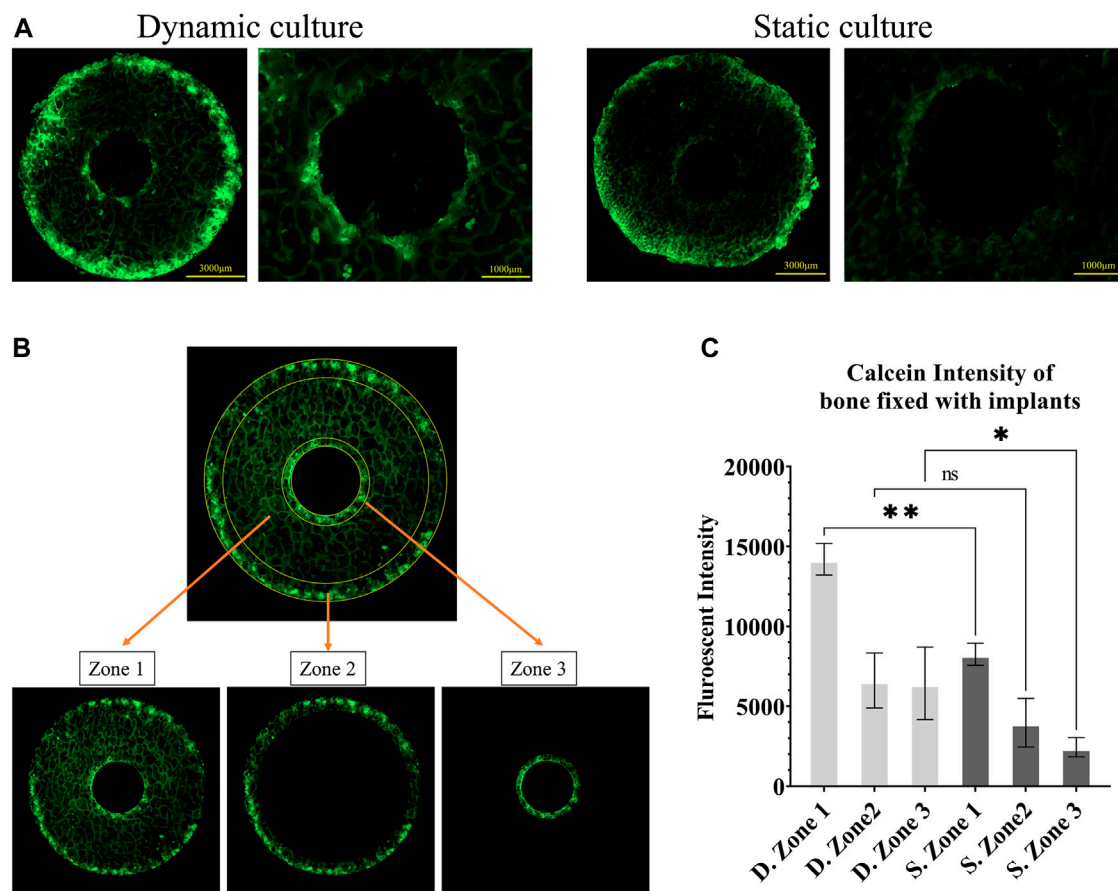 A
Dynamic culture
Static culture
3000μm
1000μm
3000μm
1000μm
B
Zone 1
Zone 2
Zone 3
C
Calcein Intensity of
bone fixed with implants
*
ns
**
Fluroescent Intensity
20000
15000
10000
5000
0
D. Zone 1
D. Zone2
D. Zone 3
S. Zone 1
S. Zone2
S. Zone 3